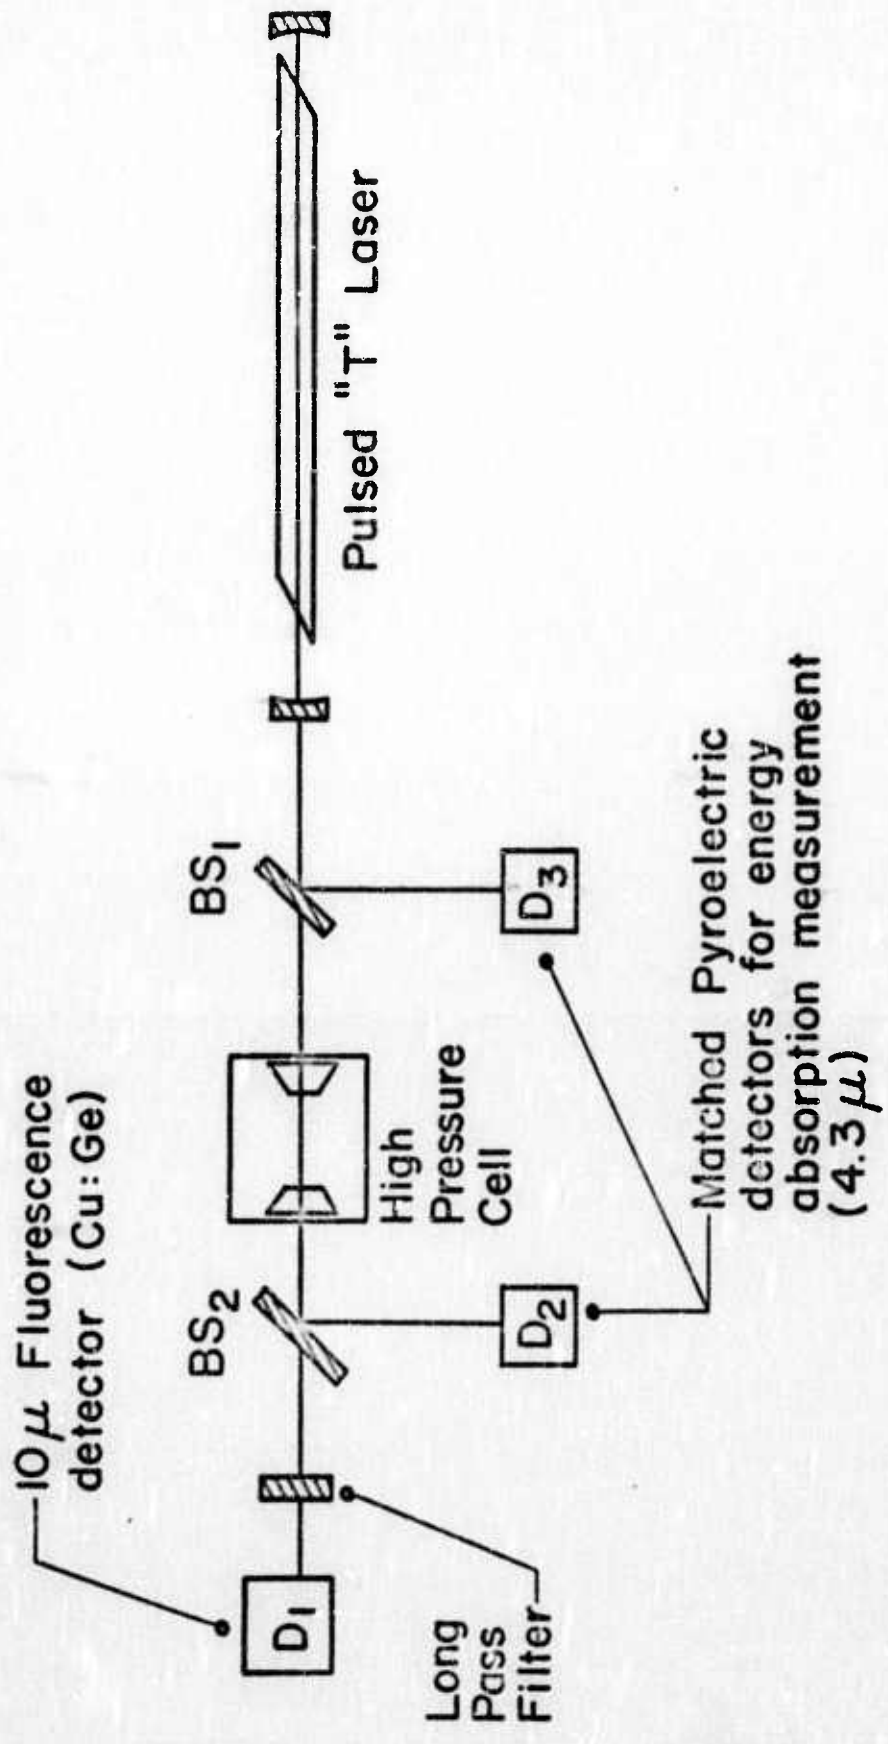 10μ Fluorescence
detector (Cu:Ge)
D1
Long
Pass
Filter
BS2
D2
High
Pressure
Cell
BS1
D3
Matched Pyroelectric
detectors for energy
absorption measurement
(4.3μ)
Pulsed "T" Laser